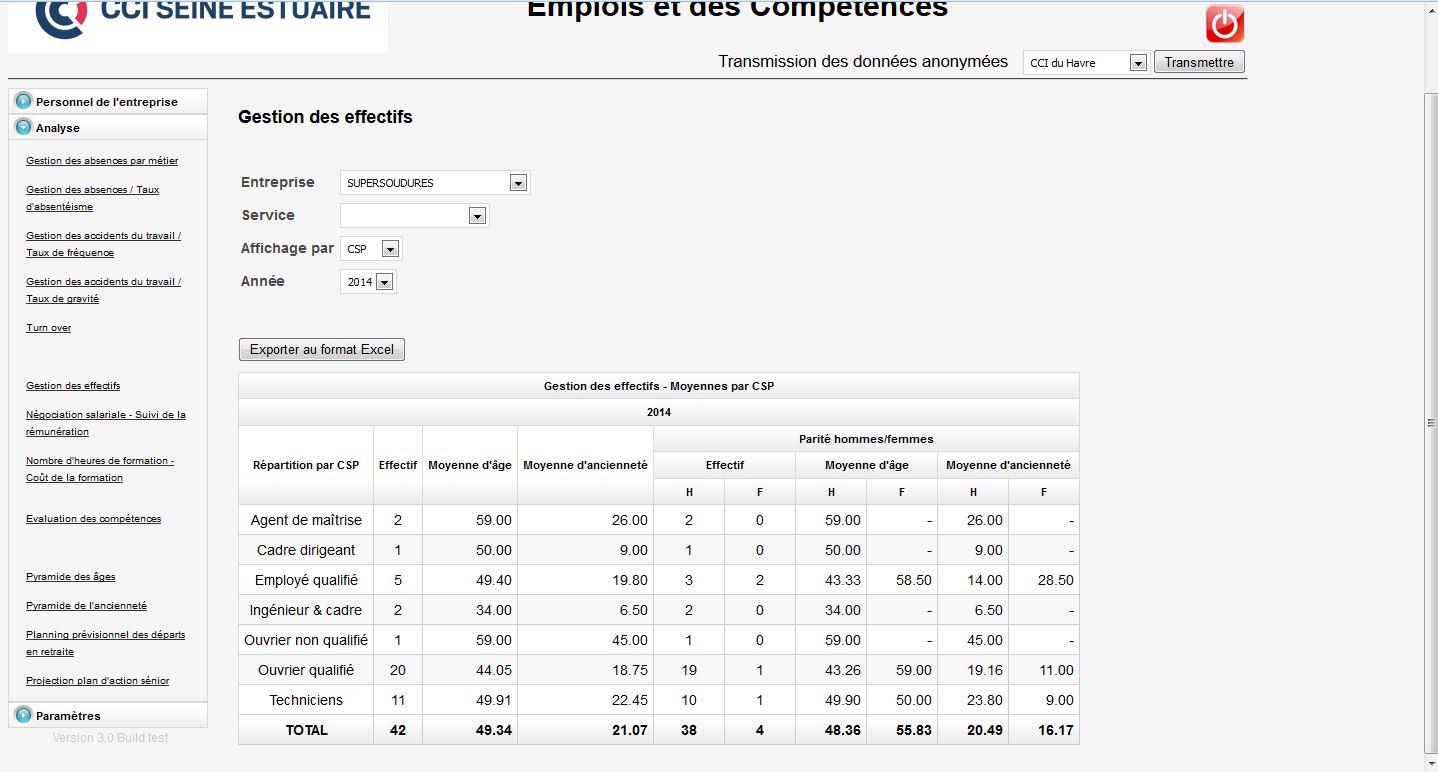 CCI SEINE ESTUAIRE
Emplois et des Compétences
Transmission des données anonymées CCI du Havre Transmettre
Personnel de l'entreprise
Analyse
Gestion des absences par métier
Gestion des absences / Taux
d'absentéisme
Gestion des accidents du travail /
Taux de fréquence
Gestion des accidents du travail /
Taux de gravité
Turn over
Gestion des effectifs
Négociation salariale - Suivi de la
rémunération
Nombre d'heures de formation -
Coût de la formation
Evaluation des compétences
Pyramide des âges
Pyramide de l'ancienneté
Planning prévisionnel des départs
en retraite
Projection plan d'action sénior
Paramètres
Version 3.0 Build test
Gestion des effectifs
Entreprise SUPERSOUDURES
Service
Affichage par CSP
Année 2014
Exporter au format Excel
Gestion des effectifs - Moyennes par CSP
2014
Répartition par CSP Effectif Moyenne d'âge Moyenne d'ancienneté Parité hommes/femmes
Effectif Moyenne d'âge Moyenne d'ancienneté
H F H F H F
Agent de maîtrise 2 59.00 26.00 2 0 59.00 - 26.00 -
Cadre dirigeant 1 50.00 9.00 1 0 50.00 - 9.00 -
Employé qualifié 5 49.40 19.80 3 2 43.33 58.50 14.00 28.50
Ingénieur & cadre 2 34.00 6.50 2 0 34.00 - 6.50 -
Ouvrier non qualifié 1 59.00 45.00 1 0 59.00 - 45.00 -
Ouvrier qualifié 20 44.05 18.75 19 1 43.26 59.00 19.16 11.00
Techniciens 11 49.91 22.45 10 1 49.90 50.00 23.80 9.00
TOTAL 42 49.34 21.07 38 4 48.36 55.83 20.49 16.17